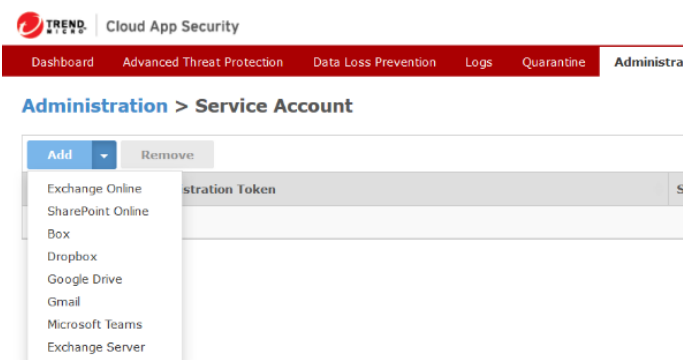 TREND MICRO Cloud App Security
Dashboard Advanced Threat Protection Data Loss Prevention Logs Quarantine Administra
Administration > Service Account
Add Remove
stration Token S
Exchange Online
SharePoint Online
Box
Dropbox
Google Drive
Gmail
Microsoft Teams
Exchange Server